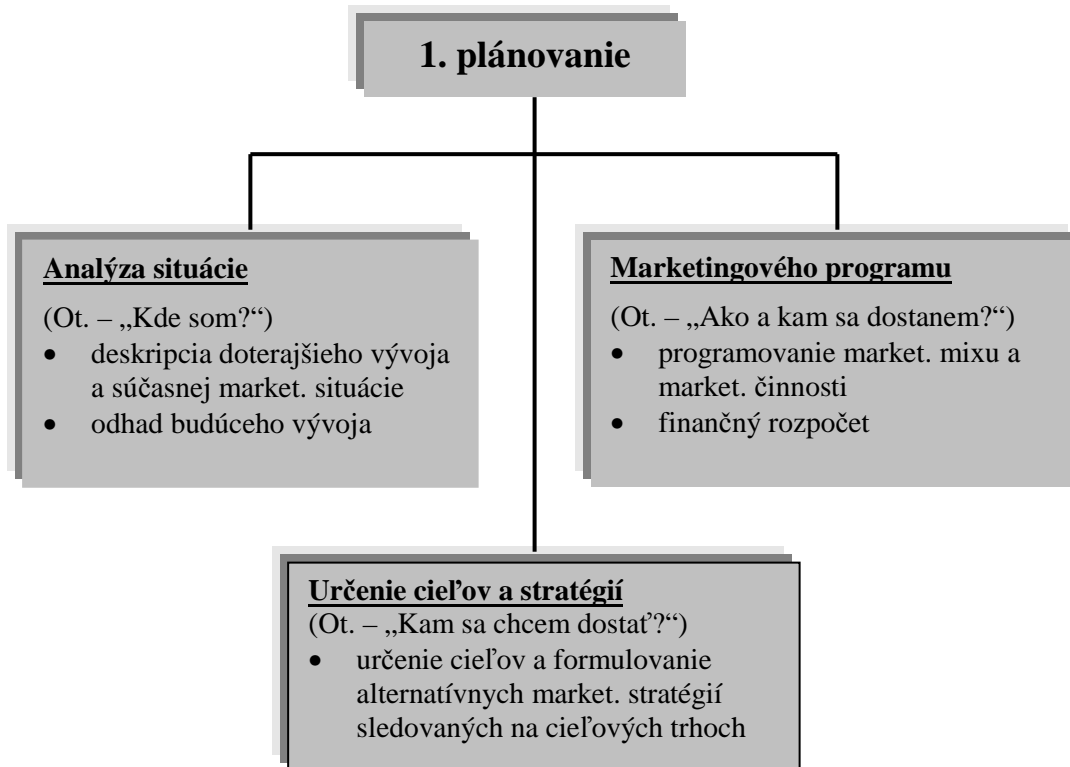 1. plánovanie
Analýza situácie
(Ot. – „Kde som?“)
• deskripcia doterajšieho vývoja
a súčasnej market. situácie
• odhad budúceho vývoja
Marketingového programu
(Ot. – „Ako a kam sa dostanem?“)
• programovanie market. mixu a
market. činnosti
• finančný rozpočet
Určenie cieľov a stratégií
(Ot. – „Kam sa chcem dostať?“)
• určenie cieľov a formulovanie
alternatívnych market. stratégií
sledovaných na cieľových trhoch